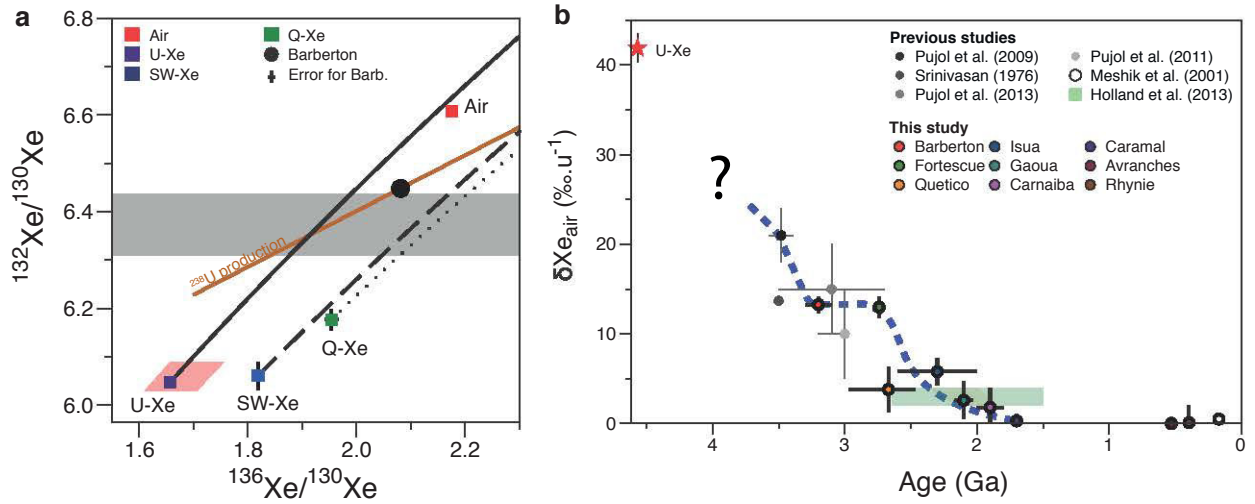 a
6.8
6.6
6.4
6.2
6.0
132Xe/130Xe
Air
U-Xe
SW-Xe
Q-Xe
Barberton
Error for Barb.
Air
238U production
Q-Xe
U-Xe
SW-Xe
1.6 1.8 2.0 2.2
136Xe/130Xe
b
40
30
20
10
0
δXeair (‰.u-1)
U-Xe
?
Previous studies
Pujol et al. (2009)
Srinivasan (1976)
Pujol et al. (2013)
Pujol et al. (2011)
Meshik et al. (2001)
Holland et al. (2013)
This study
Barberton
Fortescue
Quetico
Isua
Gaoua
Carnaiba
Caramal
Avranches
Rhynie
4 3 2 1 0
Age (Ga)